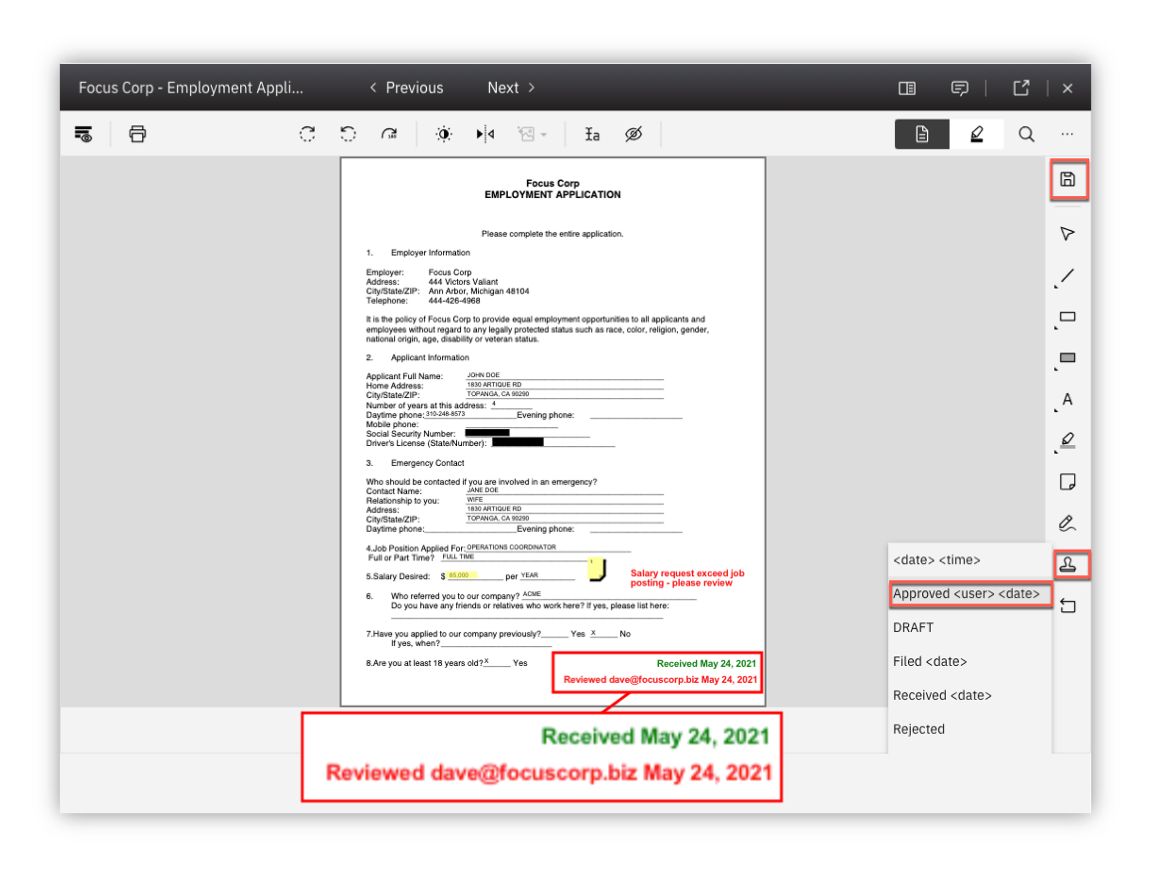 Focus Corp - Employment Appli...
< Previous
Next >
Focus Corp
EMPLOYMENT APPLICATION
Please complete the entire application.
1. Employer Information
Employer: Focus Corp
Address: 444 Victors Valiant
City/State/ZIP: Ann Arbor, Michigan 48104
Telephone: 444-426-4968
It is the policy of Focus Corp to provide equal employment opportunities to all applicants and
employees without regard to any legally protected status such as race, color, religion, gender,
national origin, age, disability or veteran status.
2. Applicant Information
Applicant Full Name: JOHN DOE
Home Address: 1830 ARTIQUE RD
City/State/ZIP: TOPANGA, CA 90290
Number of years at this address: 4
Daytime phone: 310-248-8573 Evening phone:
Mobile phone:
Social Security Number:
Driver's License (State/Number):
3. Emergency Contact
Who should be contacted if you are involved in an emergency?
Contact Name: JANE DOE
Relationship to you: WIFE
Address: 1830 ARTIQUE RD
City/State/ZIP: TOPANGA, CA 90290
Daytime phone: Evening phone:
4.Job Position Applied For: OPERATIONS COORDINATOR
Full or Part Time? FULL TIME
5.Salary Desired: $ 85,000 per YEAR
Salary request exceed job
posting - please review
6. Who referred you to our company? ACME
Do you have any friends or relatives who work here? If yes, please list here:
7.Have you applied to our company previously? Yes X No
If yes, when?
8.Are you at least 18 years old? X Yes
Received May 24, 2021
Reviewed dave@focuscorp.biz May 24, 2021
Received May 24, 2021
Reviewed dave@focuscorp.biz May 24, 2021
<date> <time>
Approved <user> <date>
DRAFT
Filed <date>
Received <date>
Rejected